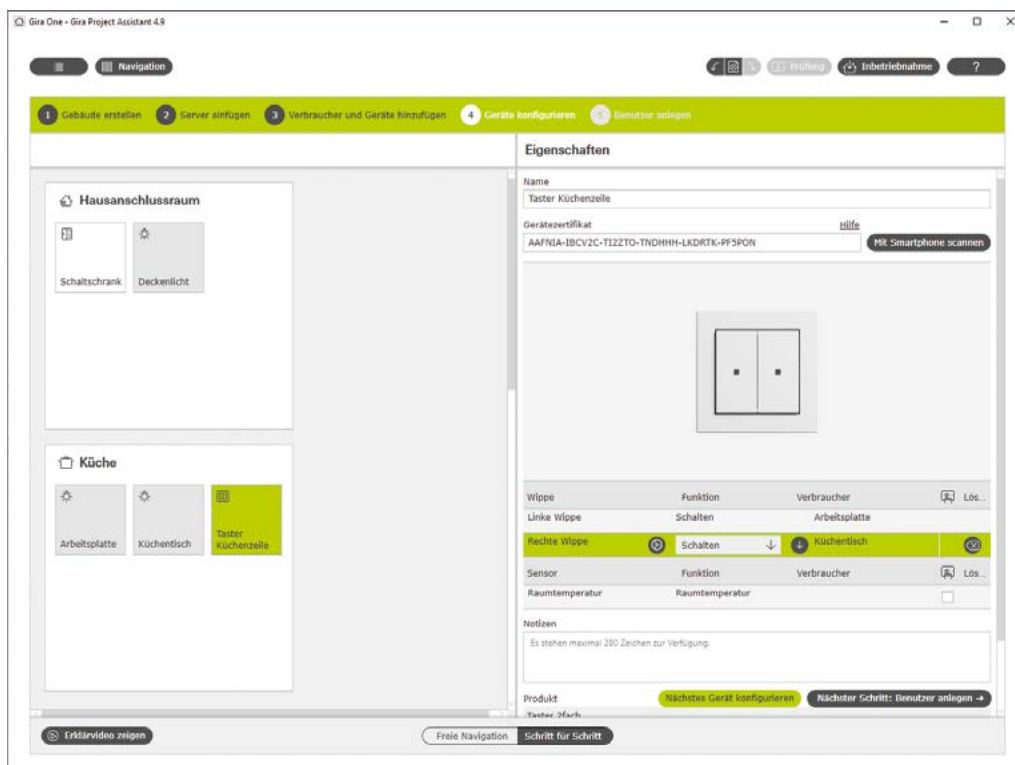 Gira One - Gira Project Assistant 4.9
Navigation
Prüfung
Inbetriebnahme
?
1 Gebäude erstellen 2 Server einfügen 3 Verbraucher und Geräte hinzufügen 4 Geräte konfigurieren 5 Benutzer anlegen
Eigenschaften
Hausanschlussraum
Schaltschrank
Deckenlicht
Küche
Arbeitsplatte
Küchentisch
Taster
Küchenzeile
Name
Taster Küchenzeile
Gerätezertifikat Hilfe
AAFNIA-IBCV2C-TIZZTO-TNDHHH-LKDRTK-PF5PON Mit Smartphone scannen
Wippe Funktion Verbraucher Lös...
Linke Wippe Schalten Arbeitsplatte
Rechte Wippe Schalten Küchentisch
Sensor Funktion Verbraucher Lös...
Raumtemperatur Raumtemperatur
Notizen
Es stehen maximal 280 Zeichen zur Verfügung.
Produkt Nächstes Gerät konfigurieren Nächster Schritt: Benutzer anlegen →
Taster 2fach
Erklärvideo zeigen Freie Navigation Schritt für Schritt